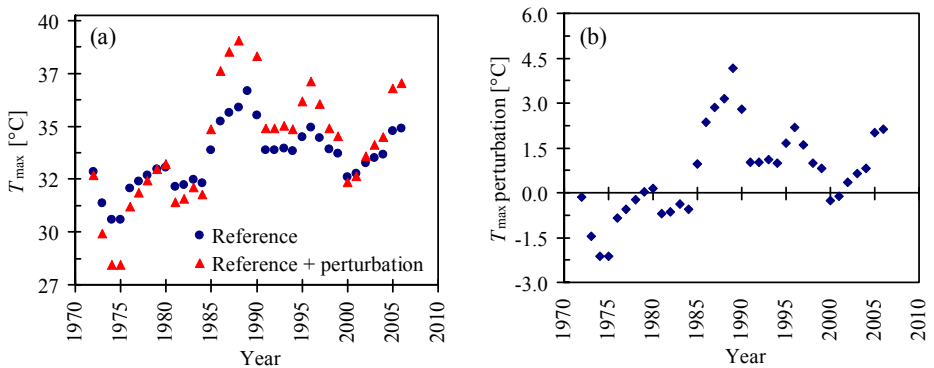 (a)
T max [°C]
40
37
35
32
30
27
Reference
Reference + perturbation
1970 1975 1980 1985 1990 1995 2000 2005 2010
Year
(b)
T max perturbation [°C]
6.0
4.5
3.0
1.5
0.0
-1.5
-3.0
1970 1975 1980 1985 1990 1995 2000 2005 2010
Year